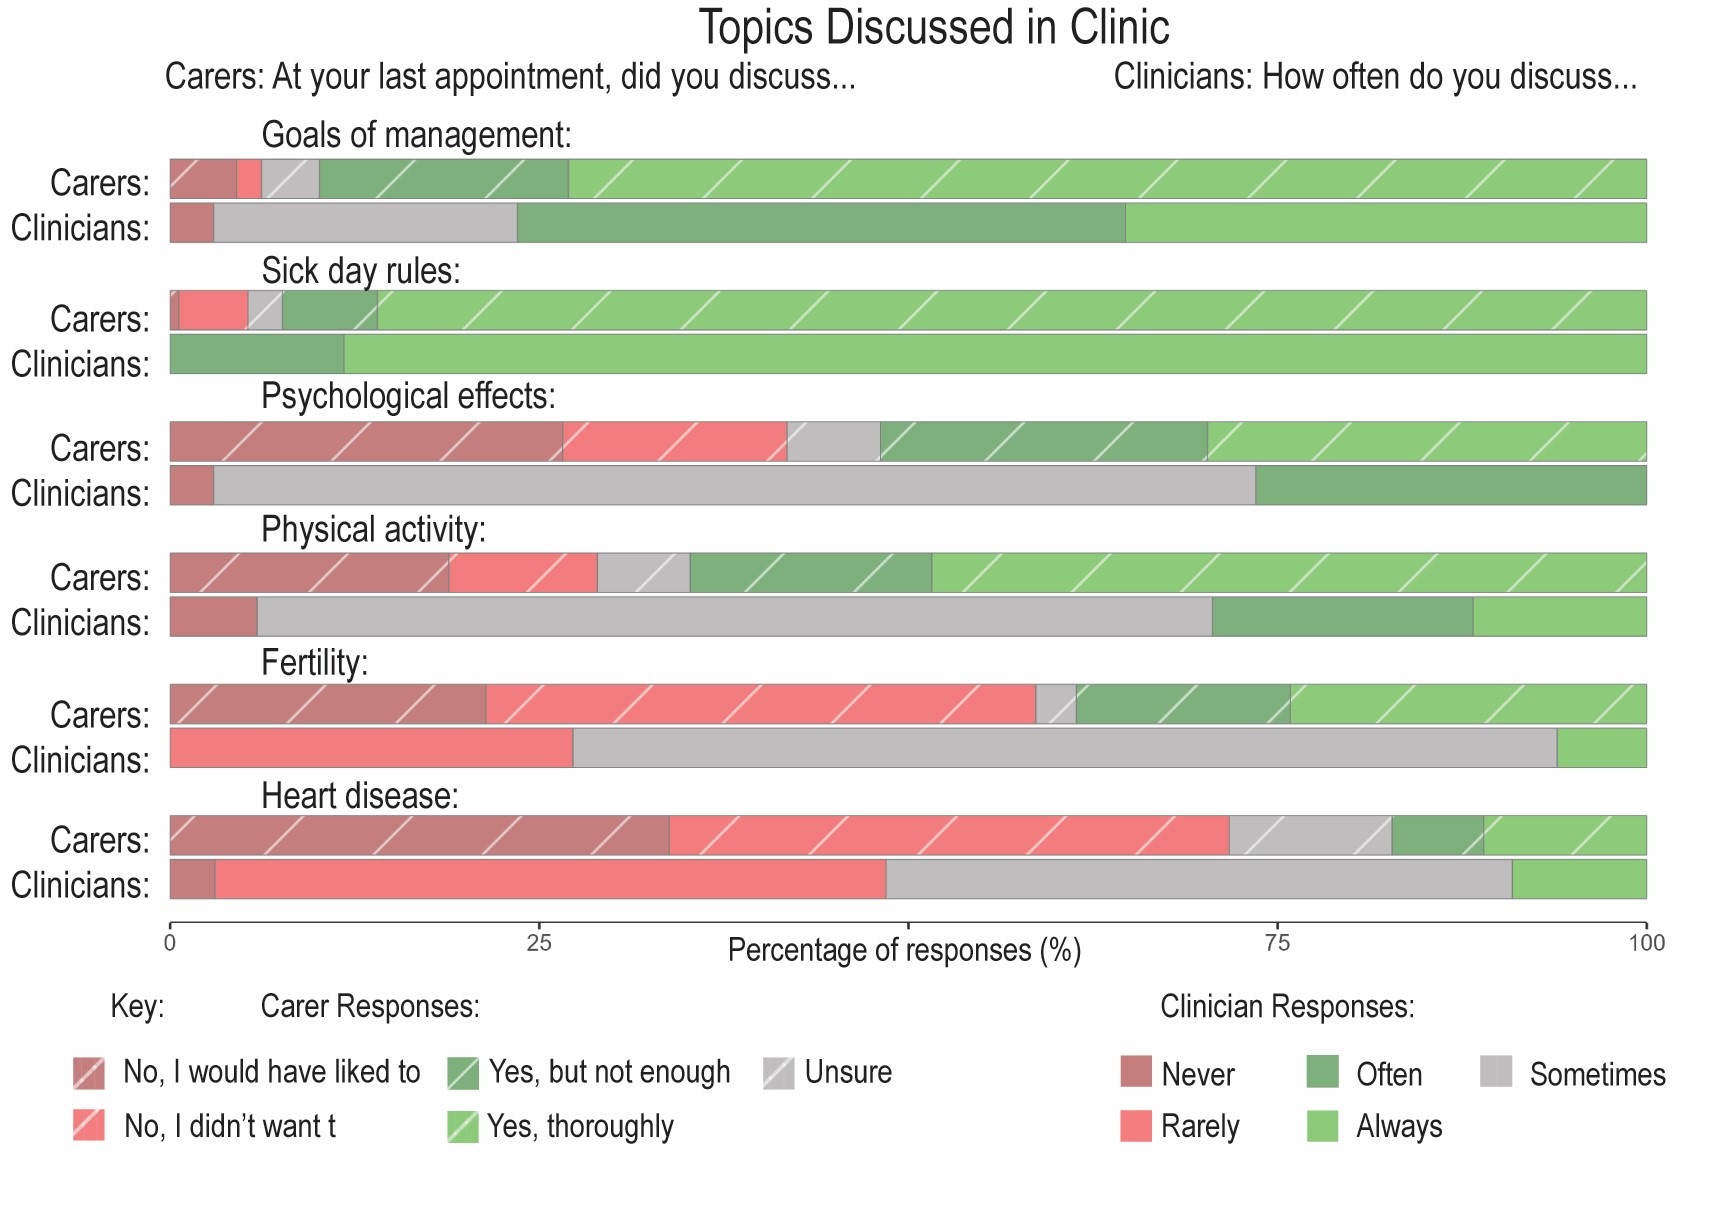 Topics Discussed in Clinic
Carers: At your last appointment, did you discuss... Clinicians: How often do you discuss...
Goals of management:
Carers:
Clinicians:
Sick day rules:
Carers:
Clinicians:
Psychological effects:
Carers:
Clinicians:
Physical activity:
Carers:
Clinicians:
Fertility:
Carers:
Clinicians:
Heart disease:
Carers:
Clinicians:
0 25 75 100
Percentage of responses (%)
Key: Carer Responses: Clinician Responses:
No, I would have liked to Yes, but not enough Unsure Never Often Sometimes
No, I didn't want t Yes, thoroughly Rarely Always